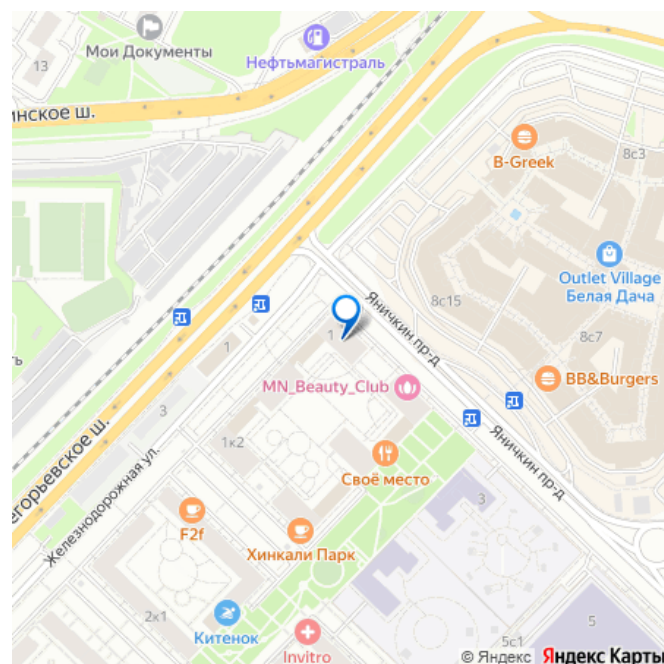 Мои Документы
13
Нефтьмагистраль
инское ш.
B-Greek
8с3
Outlet Village
Белая Дача
8с15
8с7
Яничкин пр-д
1
1
MN_Beauty_Club
BB&Burgers
3
1к2
Своё место
Яничкин пр-д
егорьевское ш.
Железнодорожная ул.
3
F2f
Хинкали Парк
2к1
Китенок
Invitro
5
5с1
© Яндекс Яндекс Карты